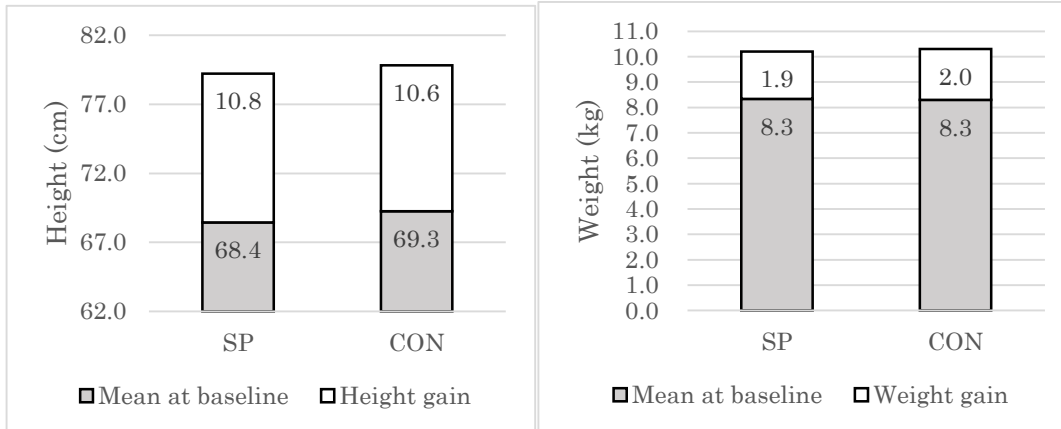 82.0
77.0
72.0
67.0
62.0
Height (cm)
10.8
10.6
68.4
69.3
SP
CON
Mean at baseline
Height gain
11.0
10.0
9.0
8.0
7.0
6.0
5.0
4.0
3.0
2.0
1.0
0.0
Weight (kg)
1.9
2.0
8.3
8.3
SP
CON
Mean at baseline
Weight gain